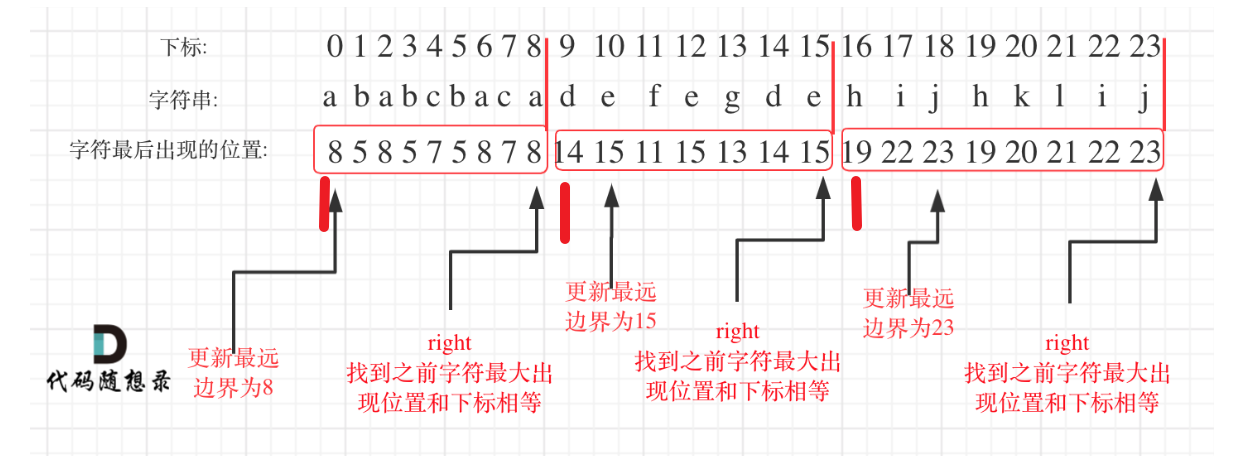 下标: 0 1 2 3 4 5 6 7 8 9 10 11 12 13 14 15 16 17 18 19 20 21 22 23
字符串: a b a b c b a c a d e f e g d e h i j h k l i j
字符最后出现的位置: 8 5 8 5 7 5 8 7 8 14 15 11 15 13 14 15 19 22 23 19 20 21 22 23
更新最远
边界为8
right
找到之前字符最大出
现位置和下标相等
更新最远
边界为15
right
找到之前字符最大出
现位置和下标相等
更新最远
边界为23
right
找到之前字符最大出
现位置和下标相等
代码随想录